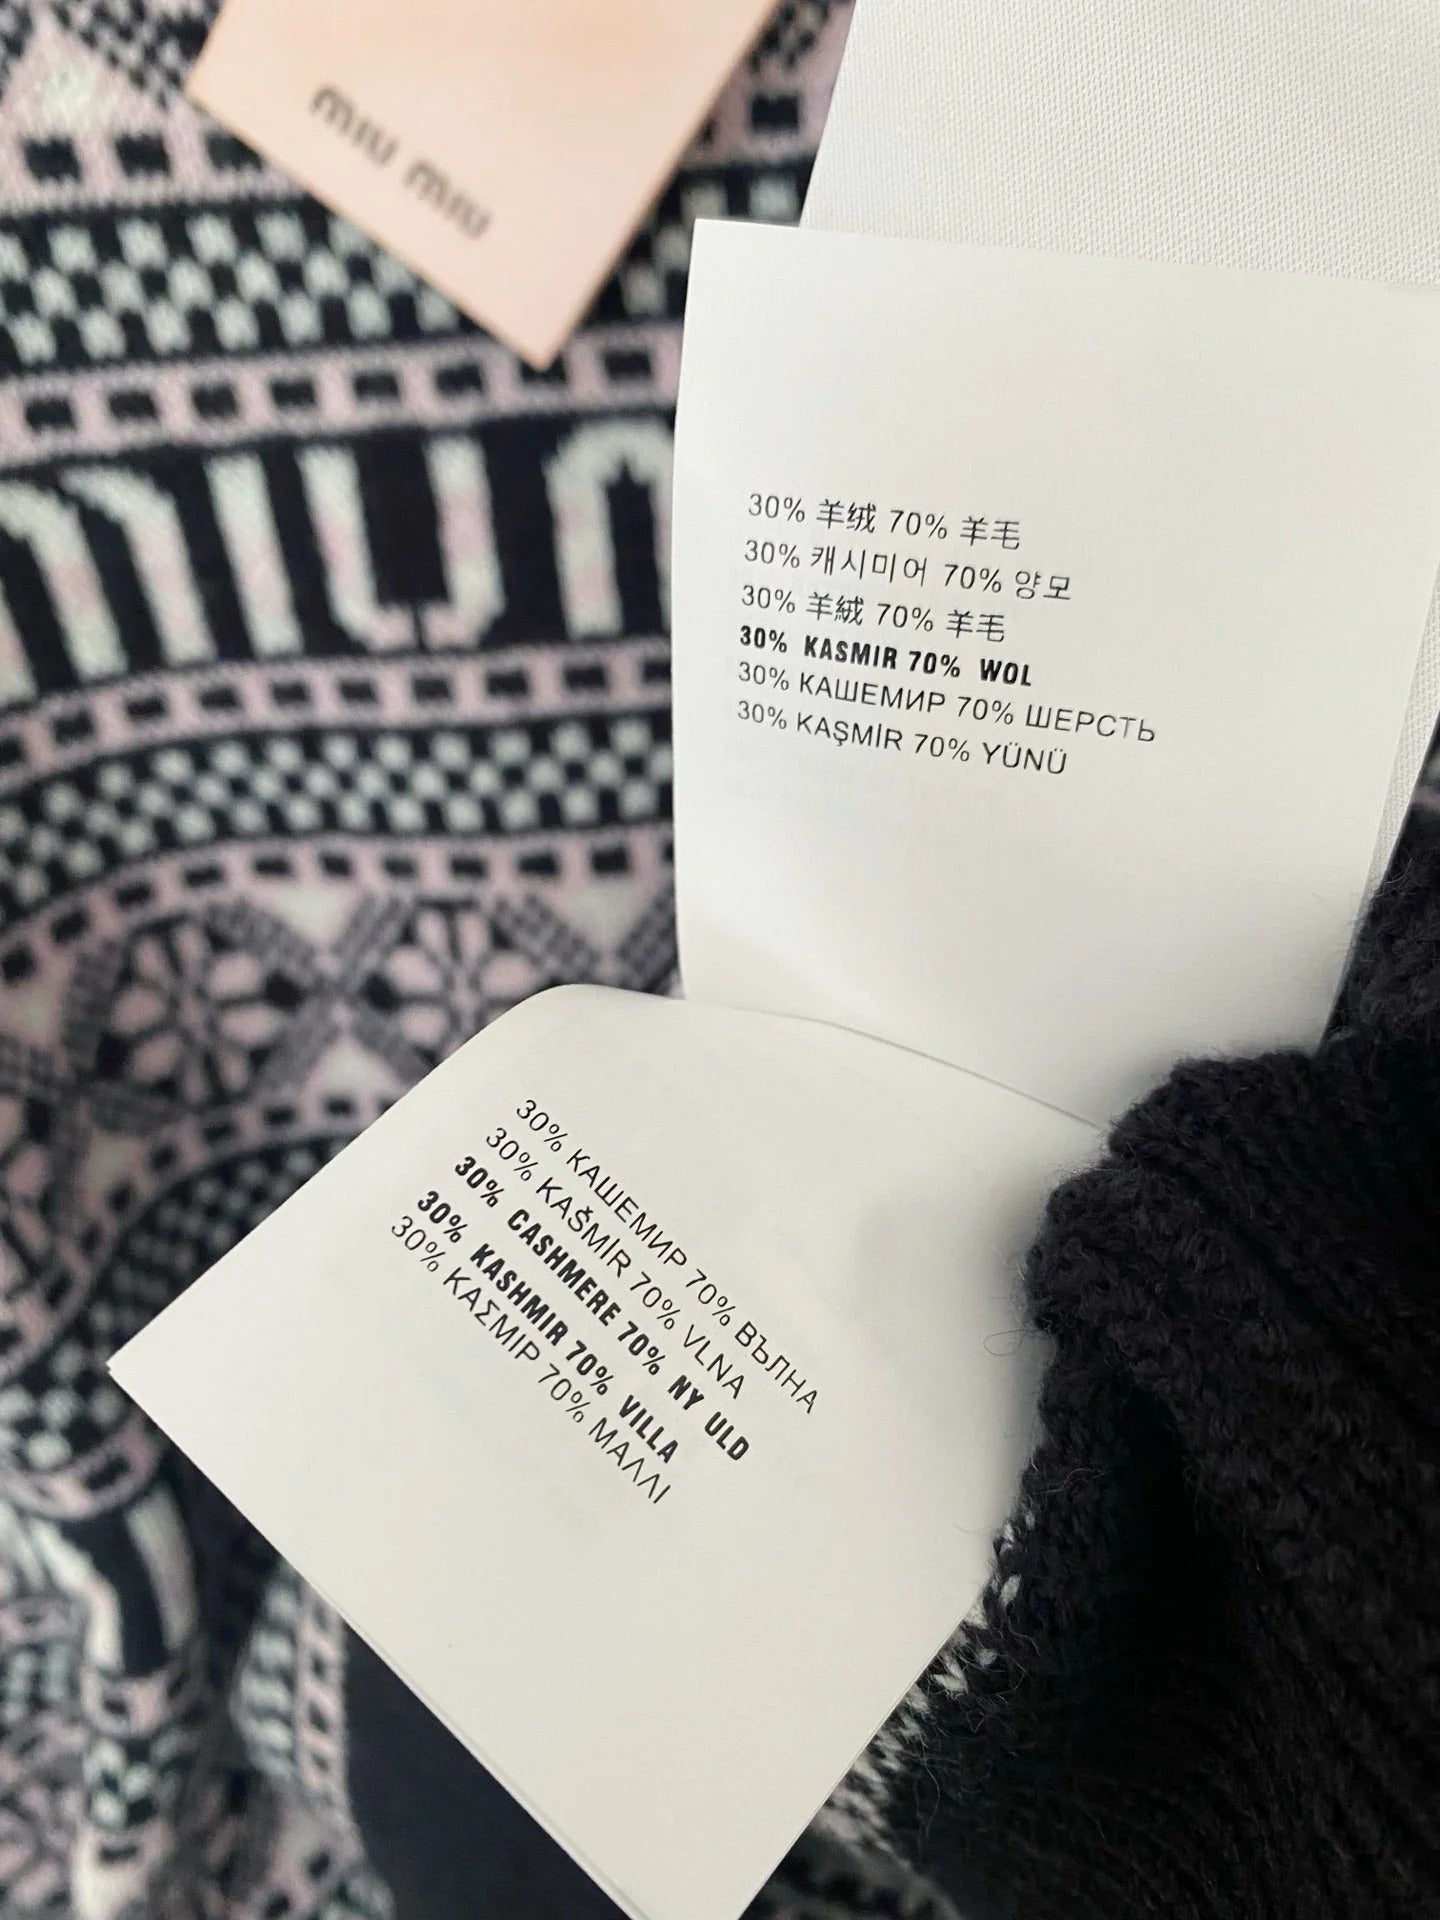 miu miu
miu
30% 羊绒 70% 羊毛
30% 캐시미어 70% 양모
30% 羊絨 70% 羊毛
30% KASMIR 70% WOL
30% КАШЕМИР 70% ШЕРСТЬ
30% KAŞMİR 70% YÜNÜ
30% КАШЕМИР 70% ВЪЛНА
30% KAŠMÍR 70% VLNA
30% CASHMERE 70% NY ULD
30% KASHMIR 70% VILLA
30% ΚΑΣΜΙΡ 70% ΜΑΛΛΙ